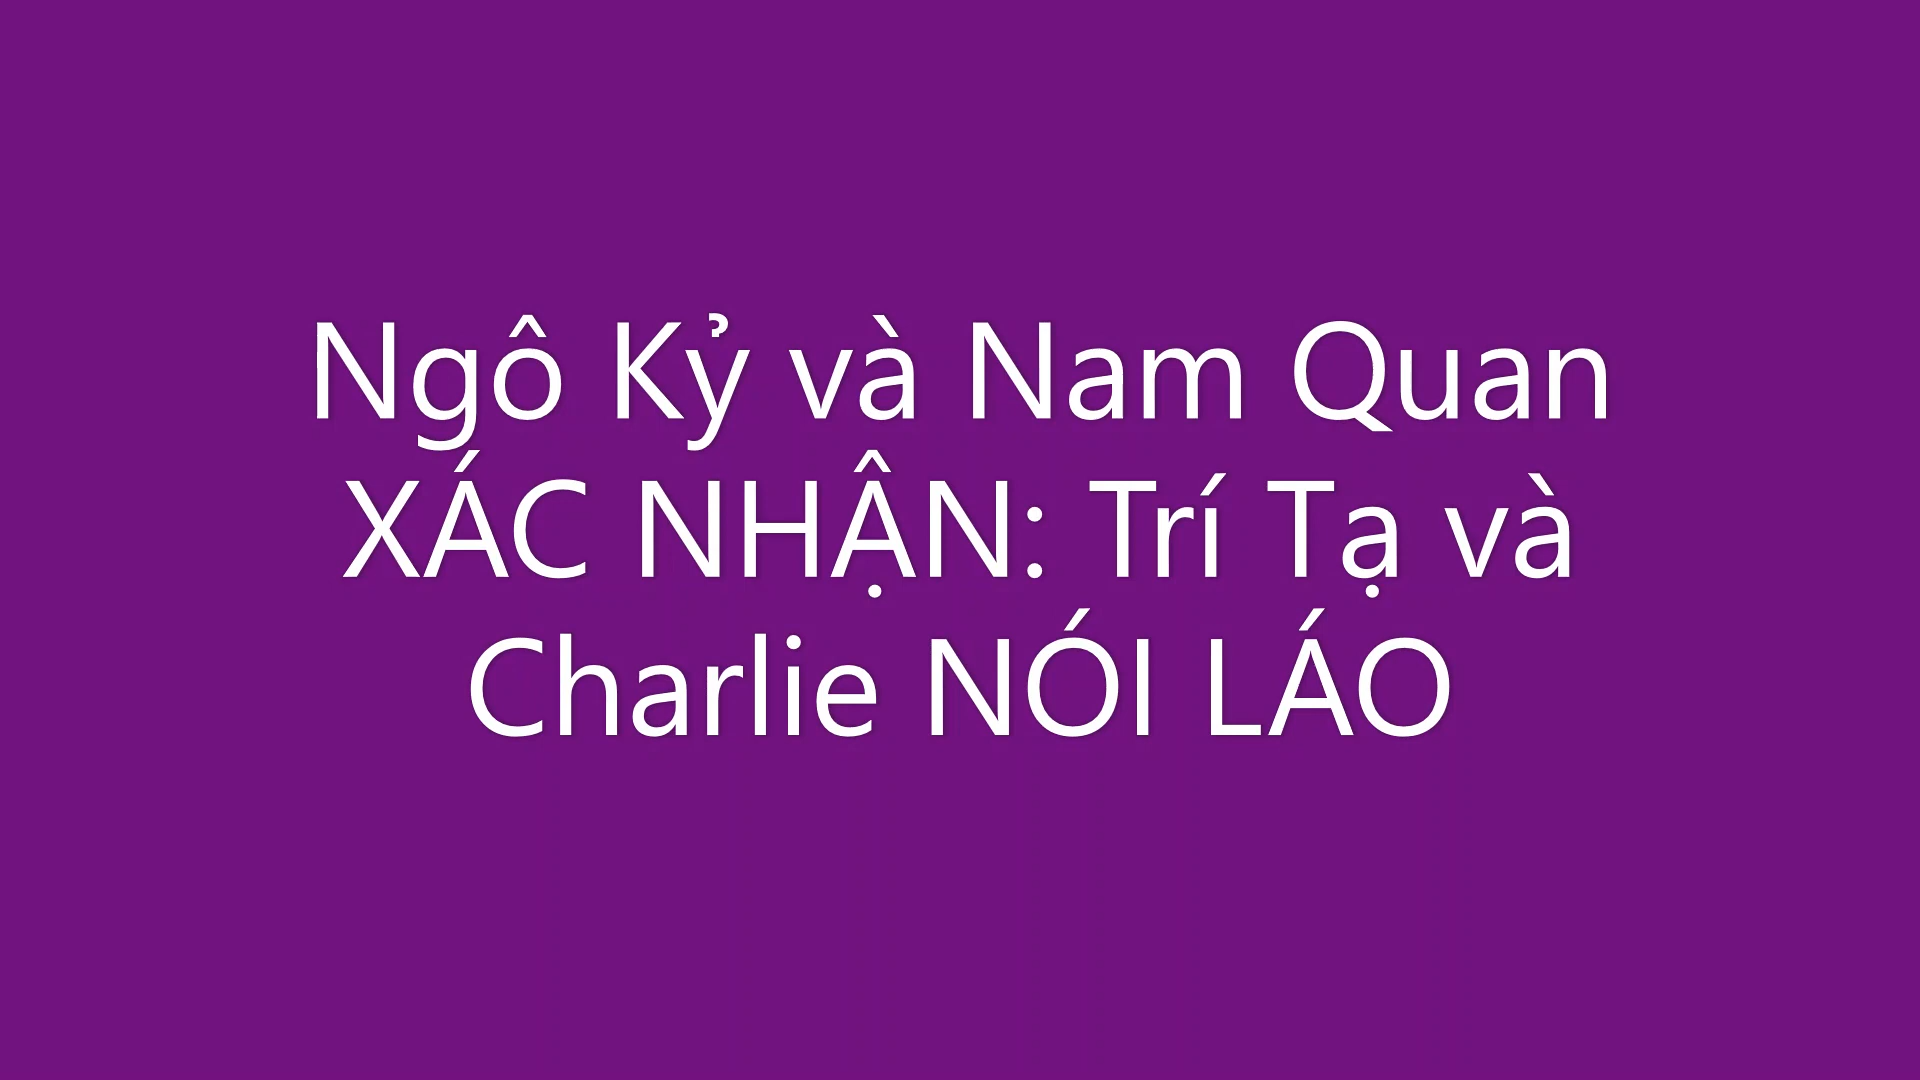 Ngô Kỷ và Nam Quan
XÁC NHẬN: Trí Tạ và
Charlie NÓI LÁO